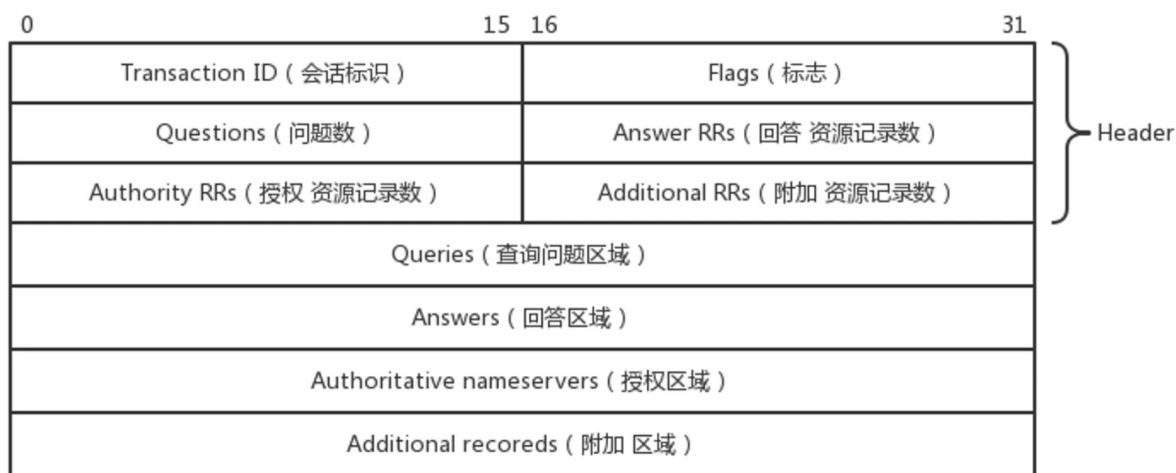 0 15 16 31
Transaction ID ( 会话标识 ) Flags ( 标志 )
Questions ( 问题数 ) Answer RRs ( 回答 资源记录数 ) Header
Authority RRs ( 授权 资源记录数 ) Additional RRs ( 附加 资源记录数 )
Queries ( 查询问题区域 )
Answers ( 回答区域 )
Authoritative nameservers ( 授权区域 )
Additional recoreds ( 附加 区域 )